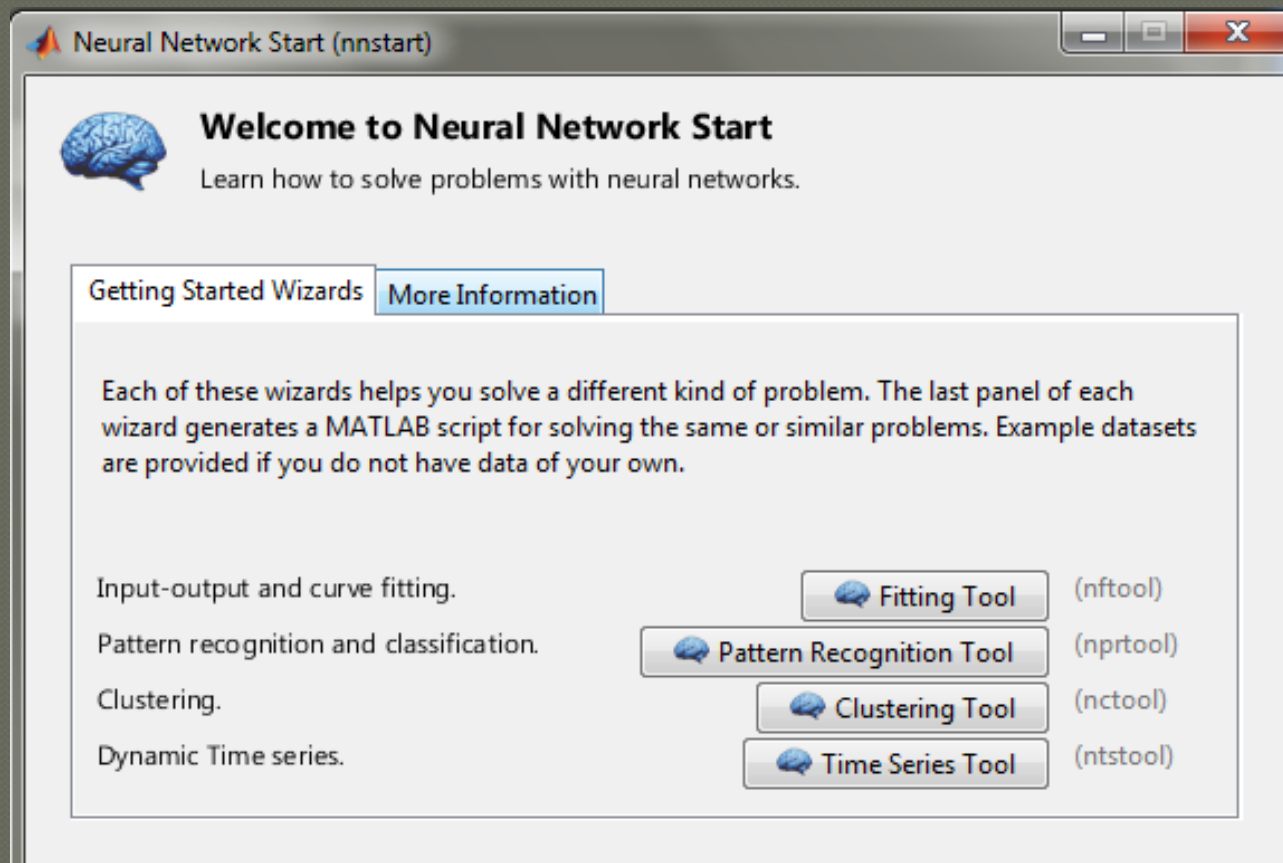 Neural Network Start (nnstart)
Welcome to Neural Network Start
Learn how to solve problems with neural networks.
Getting Started Wizards More Information
Each of these wizards helps you solve a different kind of problem. The last panel of each
wizard generates a MATLAB script for solving the same or similar problems. Example datasets
are provided if you do not have data of your own.
Input-output and curve fitting. Fitting Tool (nftool)
Pattern recognition and classification. Pattern Recognition Tool (nprtool)
Clustering. Clustering Tool (nctool)
Dynamic Time series. Time Series Tool (ntstool)